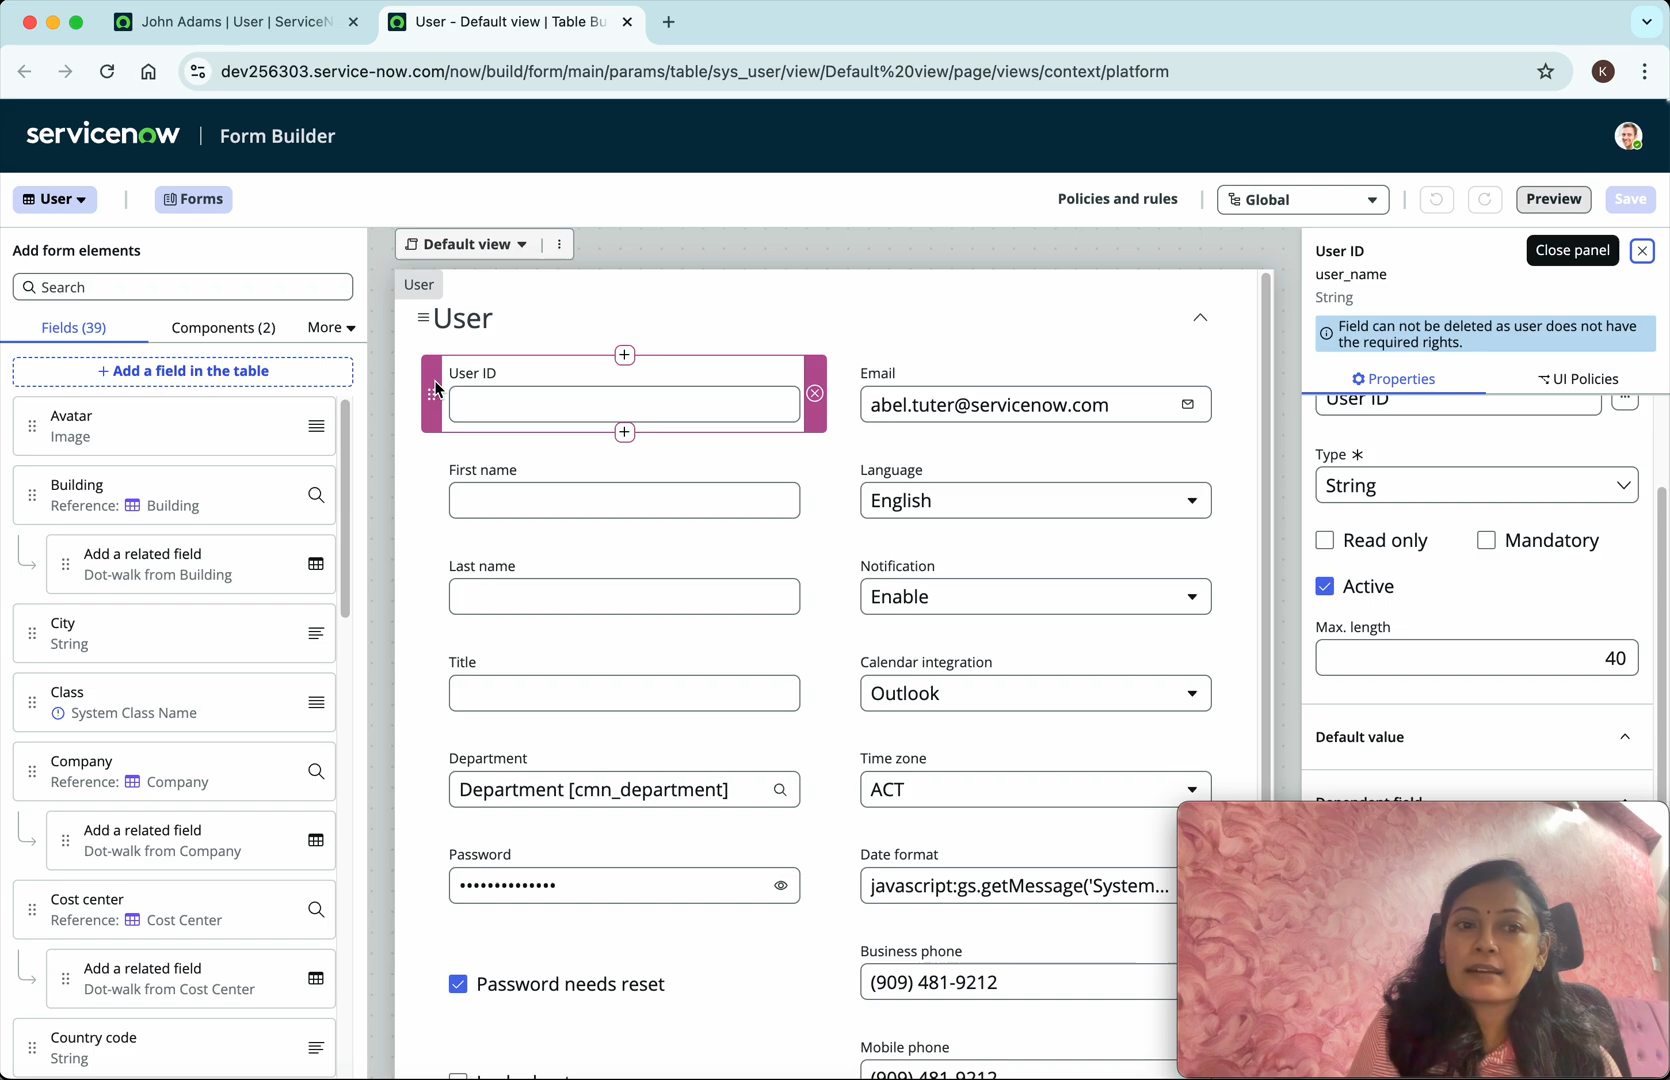 John Adams | User | ServiceN
User - Default view | Table Bu
dev256303.service-now.com/now/build/form/main/params/table/sys_user/view/Default%20view/page/views/context/platform
K
servicenow
Form Builder
User
Forms
Policies and rules
Global
Preview
Save
Add form elements
Search
Fields (39)
Components (2)
More
+ Add a field in the table
Avatar
Image
Building
Reference: Building
Add a related field
Dot-walk from Building
City
String
Class
System Class Name
Company
Reference: Company
Add a related field
Dot-walk from Company
Cost center
Reference: Cost Center
Add a related field
Dot-walk from Cost Center
Country code
String
Default view
User
User
User ID
First name
Last name
Title
Department
Department [cmn_department]
Password
••••••••••••••
Password needs reset
Email
abel.tuter@servicenow.com
Language
English
Notification
Enable
Calendar integration
Outlook
Time zone
ACT
Date format
javascript:gs.getMessage('System...
Business phone
(909) 481-9212
Mobile phone
(909) 481-9212
User ID
Close panel
user_name
String
Field can not be deleted as user does not have
the required rights.
Properties
UI Policies
User ID
Type
String
Read only
Mandatory
Active
Max. length
40
Default value
Dependent field